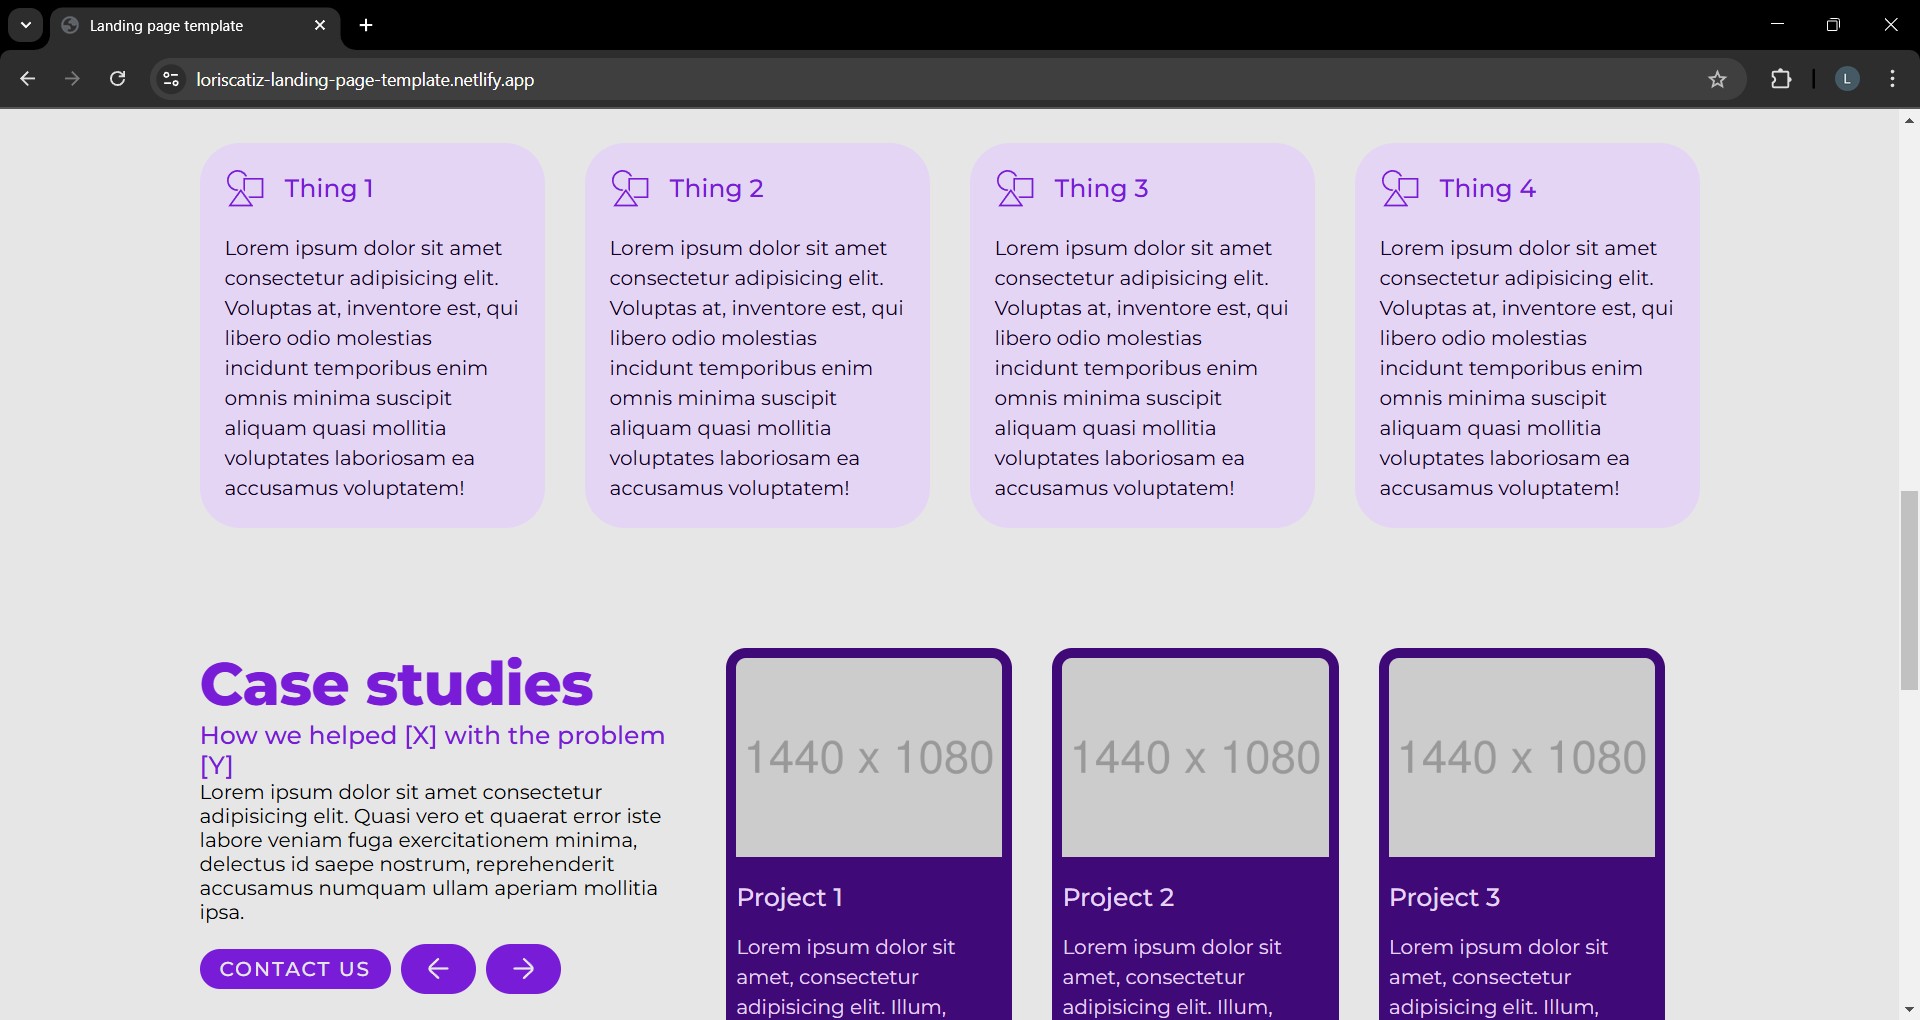 Landing page template
loriscatiz-landing-page-template.netlify.app
L
Thing 1
Lorem ipsum dolor sit amet
consectetur adipisicing elit.
Voluptas at, inventore est, qui
libero odio molestias
incidunt temporibus enim
omnis minima suscipit
aliquam quasi mollitia
voluptates laboriosam ea
accusamus voluptatem!
Thing 2
Lorem ipsum dolor sit amet
consectetur adipisicing elit.
Voluptas at, inventore est, qui
libero odio molestias
incidunt temporibus enim
omnis minima suscipit
aliquam quasi mollitia
voluptates laboriosam ea
accusamus voluptatem!
Thing 3
Lorem ipsum dolor sit amet
consectetur adipisicing elit.
Voluptas at, inventore est, qui
libero odio molestias
incidunt temporibus enim
omnis minima suscipit
aliquam quasi mollitia
voluptates laboriosam ea
accusamus voluptatem!
Thing 4
Lorem ipsum dolor sit amet
consectetur adipisicing elit.
Voluptas at, inventore est, qui
libero odio molestias
incidunt temporibus enim
omnis minima suscipit
aliquam quasi mollitia
voluptates laboriosam ea
accusamus voluptatem!
Case studies
How we helped [X] with the problem
[Y]
Lorem ipsum dolor sit amet consectetur
adipisicing elit. Quasi vero et quaerat error iste
labore veniam fuga exercitationem minima,
delectus id saepe nostrum, reprehenderit
accusamus numquam ullam aperiam mollitia
ipsa.
CONTACT US
1440 x 1080
Project 1
Lorem ipsum dolor sit
amet, consectetur
adipisicing elit. Illum,
1440 x 1080
Project 2
Lorem ipsum dolor sit
amet, consectetur
adipisicing elit. Illum,
1440 x 1080
Project 3
Lorem ipsum dolor sit
amet, consectetur
adipisicing elit. Illum,